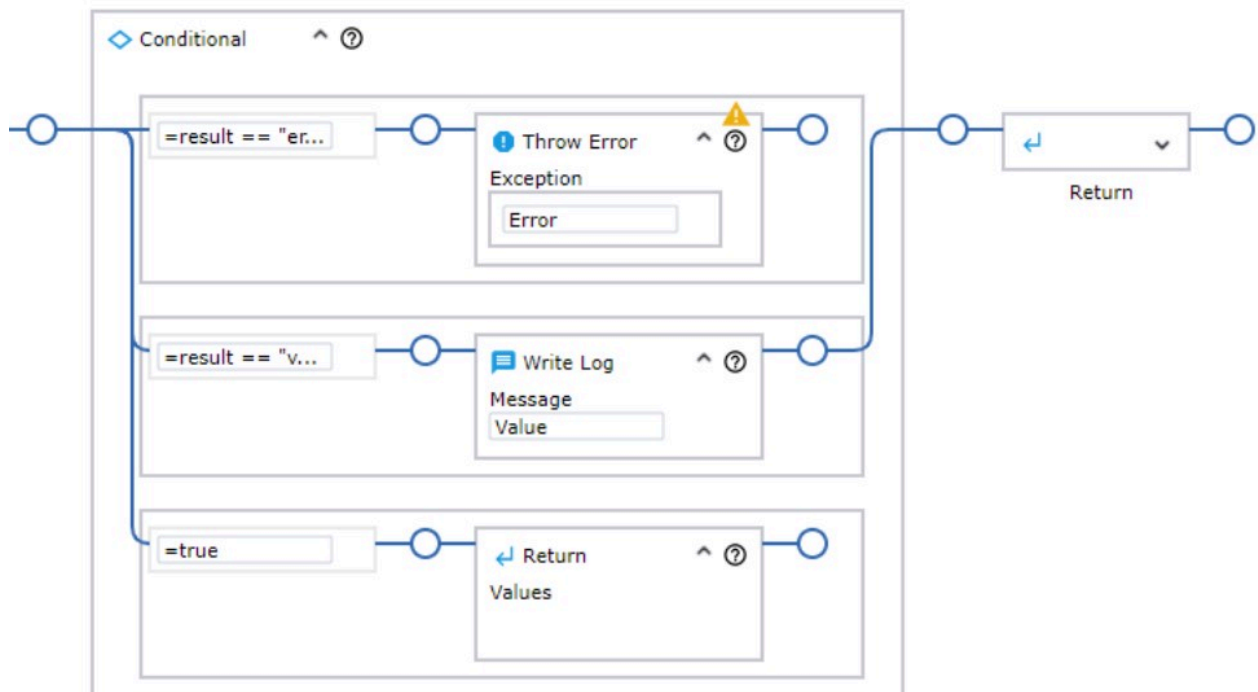 Conditional
=result == "er...
Throw Error
Exception
Error
Return
=result == "v...
Write Log
Message
Value
=true
Return
Values